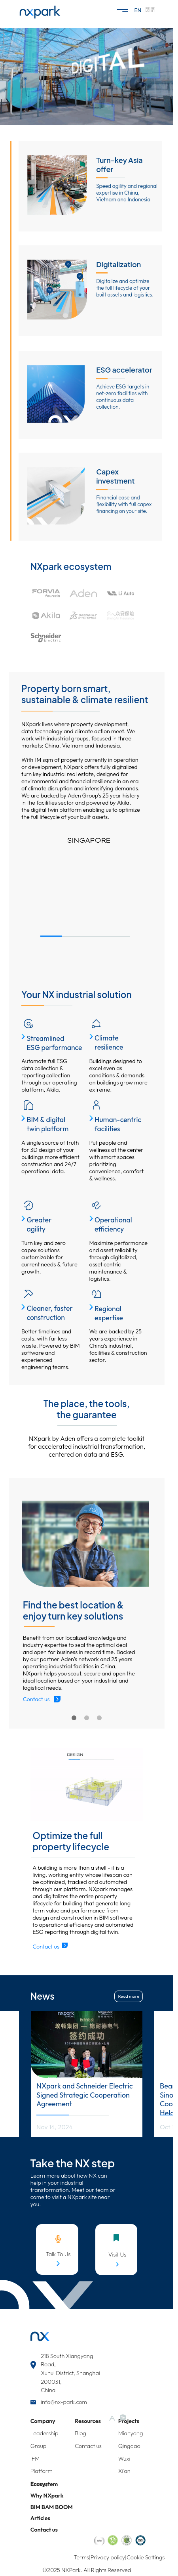 nxpark
EN
DIGITAL
Turn-key Asia
offer
Speed agility and regional
expertise in China,
Vietnam and Indonesia
Digitalization
Digitalize and optimize
the full lifecycle of your
built assets and logsitcs.
ESG accelerator
Achieve ESG targets in
net-zero facilities with
continuous data
collection.
Capex
investment
Financial ease and
flexibility with full capex
financing on your site.
NXpark ecosystem
FORVIA
Aden
Li Auto
Akila
Schneider
Electric
Property born smart,
sustainable & climate resilient
NXpark lives where property development,
data technology and climate action meet. We
work with industrial groups, focused in three
markets: China, Vietnam and Indonesia.
With 1M sqm of property currently in operation
or development, NXpark offers fully digitalized
turn key industrial real estate, designed for
environmental and financial resilience in an era
of climate disruption and intensifying demands.
We are backed by Aden Group's 25 year history
in the facilities sector and powered by Akila,
the digital twin platform enabling us to optimize
the full lifecycle of your built assets.
SINGAPORE
Your NX industrial solution
Streamlined
ESG performance
Automate full ESG
data collection &
reporting collection
through our operating
platform, Akila.
Climate
resilience
Buildings designed to
excel even as
conditions & demands
on buildings grow more
extreme.
BIM & digital
twin platform
A single source of truth
for 3D design of your
buildings more efficient
construction and 24/7
operational data.
Human-centric
facilities
Put people and
wellness at the center
with smart spaces
prioritizing
convenience, comfort
& wellness.
Greater
agility
Turn key and zero
capex solutions
customizable for
current needs & future
growth.
Operational
efficiency
Maximize performance
and asset reliability
through digitalized,
asset centric
maintenance &
logistics.
Cleaner, faster
construction
Better timelines and
costs, with-far less
waste. Powered by BIM
software and
experienced
engineering teams.
Regional
expertise
We are backed by 25
years experience in
China's industrial,
facilities & construction
sector.
The place, the tools,
the guarantee
NXpark by Aden offers a complete toolkit
for accelerated industrial transformation,
centered on data and ESG.
Find the best location &
enjoy turn key solutions
Benefit from our localized knowledge and
industry expertise to see the optimal deal
and open for business in record time. Backed
by our partner: Aden's network and 25 years
operating industrial facilities in China,
NXpark helps you scout, secure and open the
ideal location based on your industrial and
logistical needs.
Contact us
DESIGN
Optimize the full
property lifecycle
A building is more than a shell - it is a
living, changing entity, which can be
optimized, tracked and automated
through our platform. NXpark manages
and digitalizes the entire property
lifecycle for building that generate long-
term value and performance from
design and construction in BIM software
to operational efficiency and automated
ESG reporting through digital twin.
Contact us
News
Read more
签约成功
NXpark and Schneider Electric
Signed Strategic Cooperation
Agreement
Nov 14, 2024
Take the NX step
Learn more about how NX can
help in your industrial
transformation. Meet our team or
come to visit a NXpark site near
you.
Talk To Us
Visit Us
nx
218 South Xiangyang
Road,
Xuhui District, Shanghai
200031,
China
info@nx-park.com
Company
Resources
Projects
Leadership
Blog
Mianyang
Group
Contact us
Qingdao
IFM
Wuxi
Platform
Xi'an
Ecosystem
Why NXpark
BIM BAM BOOM
Articles
Contact us
Terms|Privacy policy|Cookie Settings
©2025 NXPark. All Rights Reserved